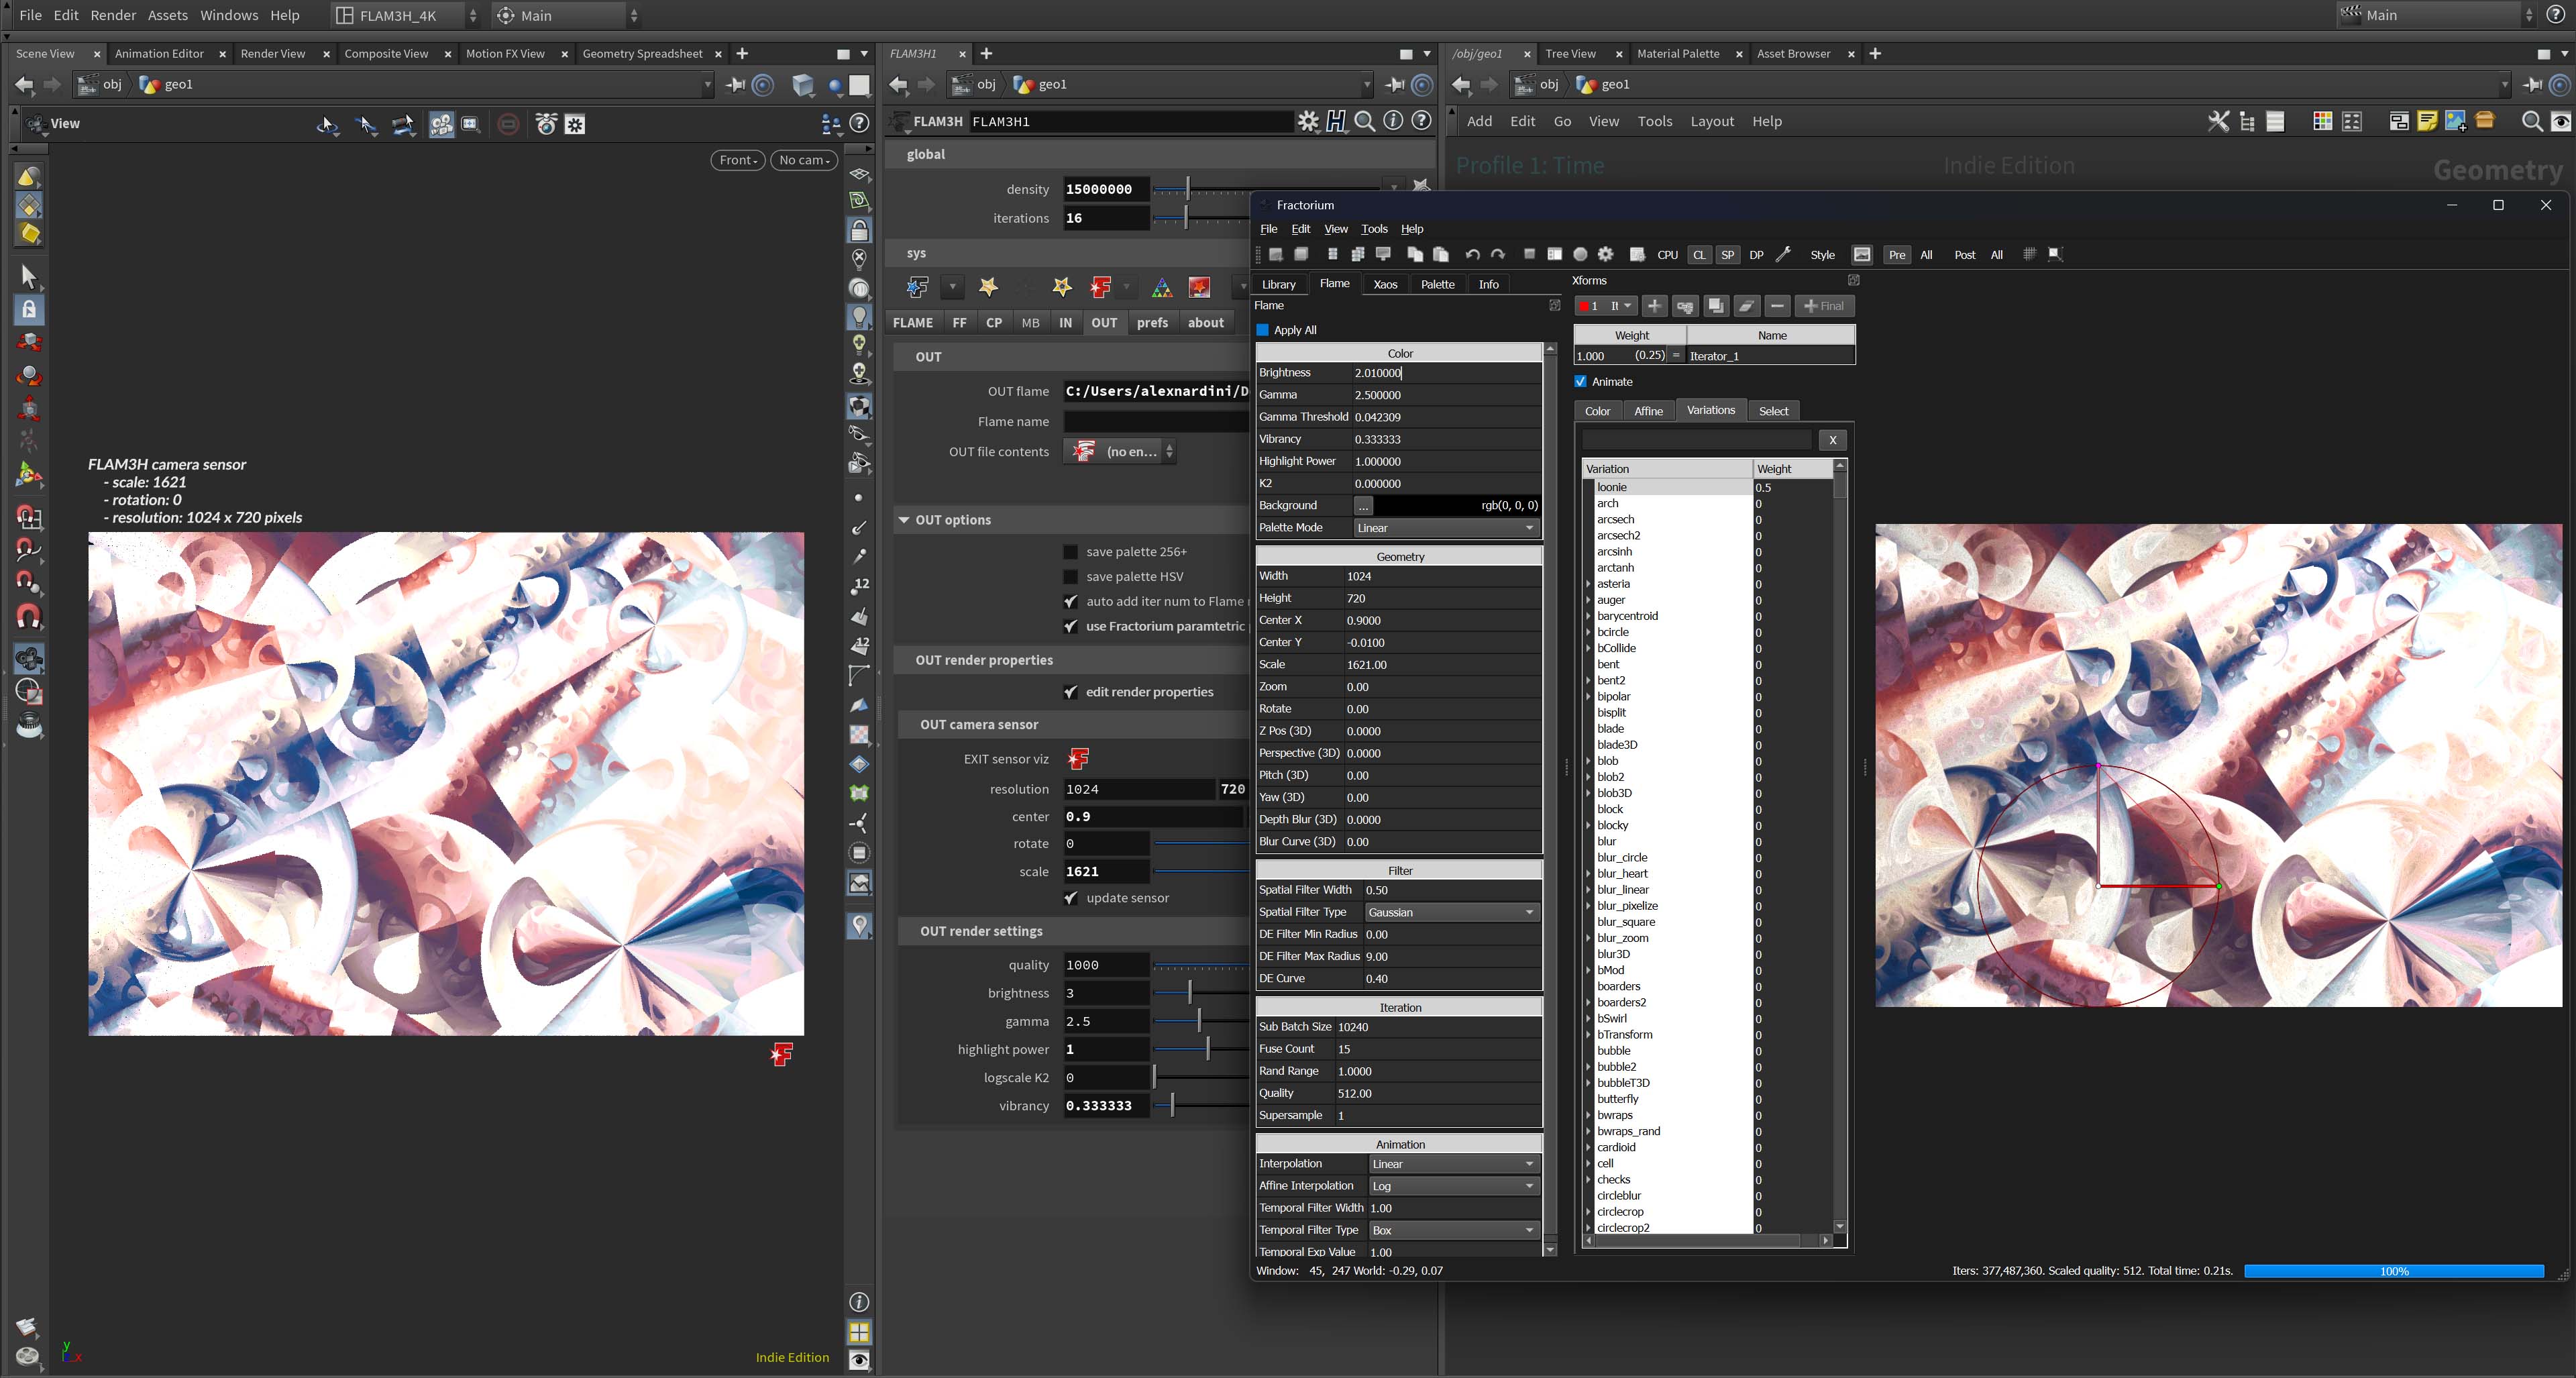 File Edit Render Assets Windows Help FLAM3H_4K Main Main
Scene View Animation Editor Render View Composite View Motion FX View Geometry Spreadsheet
obj geo1
View
Front No cam
FLAM3H camera sensor
- scale: 1621
- rotation: 0
- resolution: 1024 x 720 pixels
Indie Edition
y
x
12
12
FLAM3H1
obj geo1
FLAM3H FLAM3H1
global
density 15000000
iterations 16
sys
FLAME FF CP MB IN OUT prefs about
OUT
OUT flame C:/Users/alexnardini/D
Flame name
OUT file contents (no en...
OUT options
save palette 256+
save palette HSV
auto add iter num to Flame
use Fractorium paramtetric
OUT render properties
edit render properties
OUT camera sensor
EXIT sensor viz
resolution 1024 720
center 0.9
rotate 0
scale 1621
update sensor
OUT render settings
quality 1000
brightness 3
gamma 2.5
highlight power 1
logscale K2 0
vibrancy 0.333333
/obj/geo1 Tree View Material Palette Asset Browser
obj geo1
Add Edit Go View Tools Layout Help
Profile 1: Time Indie Edition Geometry
Fractorium
File Edit View Tools Help
CPU CL SP DP Style Pre All Post All
Library Flame Xaos Palette Info
Flame
Apply All
Color
Brightness 2.010000
Gamma 2.500000
Gamma Threshold 0.042309
Vibrancy 0.333333
Highlight Power 1.000000
K2 0.000000
Background ... rgb(0, 0, 0)
Palette Mode Linear
Geometry
Width 1024
Height 720
Center X 0.9000
Center Y -0.0100
Scale 1621.00
Zoom 0.00
Rotate 0.00
Z Pos (3D) 0.0000
Perspective (3D) 0.0000
Pitch (3D) 0.00
Yaw (3D) 0.00
Depth Blur (3D) 0.0000
Blur Curve (3D) 0.00
Filter
Spatial Filter Width 0.50
Spatial Filter Type Gaussian
DE Filter Min Radius 0.00
DE Filter Max Radius 9.00
DE Curve 0.40
Iteration
Sub Batch Size 10240
Fuse Count 15
Rand Range 1.0000
Quality 512.00
Supersample 1
Animation
Interpolation Linear
Affine Interpolation Log
Temporal Filter Width 1.00
Temporal Filter Type Box
Temporal Exp Value 1.00
Xforms
1 It Final
Weight Name
1.000 (0.25) = Iterator_1
Animate
Color Affine Variations Select
X
Variation Weight
loonie 0.5
arch 0
arcsech 0
arcsech2 0
arcsinh 0
arctanh 0
asteria 0
auger 0
barycentroid 0
bcircle 0
bCollide 0
bent 0
bent2 0
bipolar 0
bisplit 0
blade 0
blade3D 0
blob 0
blob2 0
blob3D 0
block 0
blocky 0
blur 0
blur_circle 0
blur_heart 0
blur_linear 0
blur_pixelize 0
blur_square 0
blur_zoom 0
blur3D 0
bMod 0
boarders 0
boarders2 0
bSwirl 0
bTransform 0
bubble 0
bubble2 0
bubbleT3D 0
butterfly 0
bwraps 0
bwraps_rand 0
cardioid 0
cell 0
checks 0
circleblur 0
circlecrop 0
circlecrop2 0
Window: 45, 247 World: -0.29, 0.07
Iters: 377,487,360. Scaled quality: 512. Total time: 0.21s. 100%